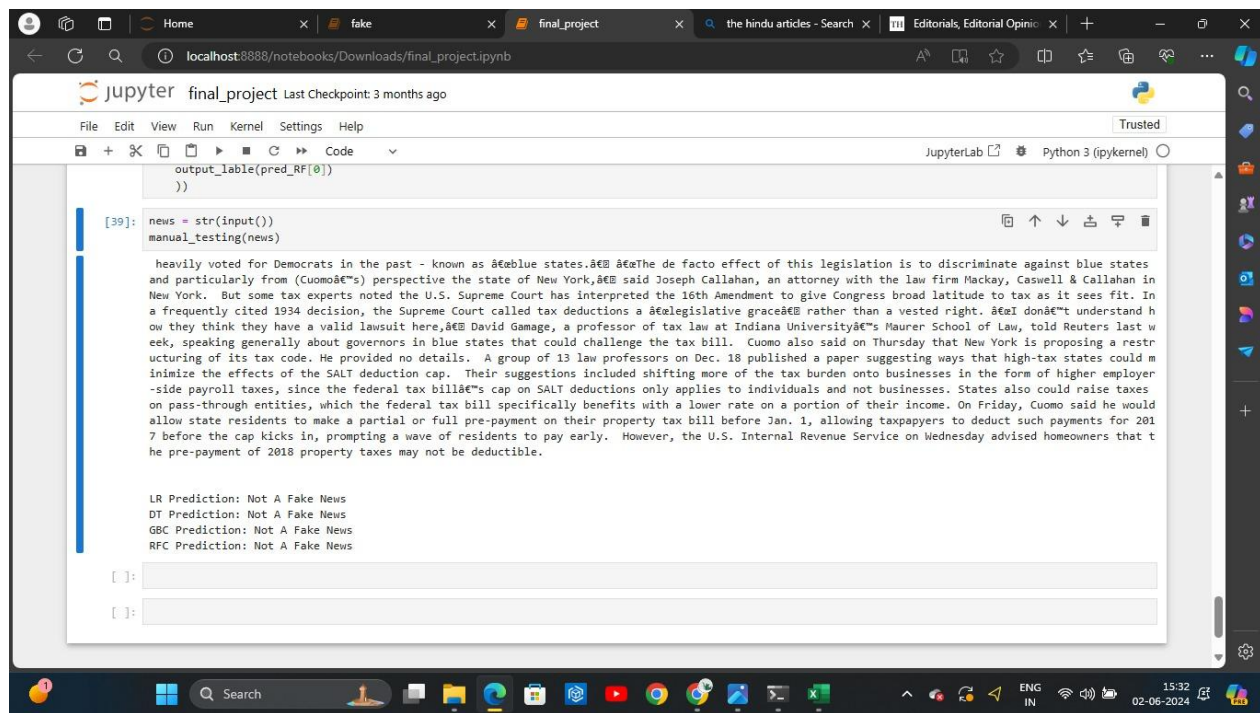 Home
fake
final_project
the hindu articles - Search
TH Editorials, Editorial Opinio
localhost:8888/notebooks/Downloads/final_project.ipynb
jupyter final_project Last Checkpoint: 3 months ago
File Edit View Run Kernel Settings Help
Trusted
Code
JupyterLab
Python 3 (ipykernel)
output_lable(pred_RF[0])
))
[39]: news = str(input())
manual_testing(news)
heavily voted for Democrats in the past - known as â€œblue states.â€ â€œThe de facto effect of this legislation is to discriminate against blue states
and particularly from (Cuomoâ€™s) perspective the state of New York,â€ said Joseph Callahan, an attorney with the law firm Mackay, Caswell & Callahan in
New York.  But some tax experts noted the U.S. Supreme Court has interpreted the 16th Amendment to give Congress broad latitude to tax as it sees fit. In
a frequently cited 1934 decision, the Supreme Court called tax deductions a â€œlegislative graceâ€ rather than a vested right. â€œI donâ€™t understand h
ow they think they have a valid lawsuit here,â€ David Gamage, a professor of tax law at Indiana Universityâ€™s Maurer School of Law, told Reuters last w
eek, speaking generally about governors in blue states that could challenge the tax bill.  Cuomo also said on Thursday that New York is proposing a restr
ucturing of its tax code. He provided no details.  A group of 13 law professors on Dec. 18 published a paper suggesting ways that high-tax states could m
inimize the effects of the SALT deduction cap.  Their suggestions included shifting more of the tax burden onto businesses in the form of higher employer
-side payroll taxes, since the federal tax billâ€™s cap on SALT deductions only applies to individuals and not businesses. States also could raise taxes
on pass-through entities, which the federal tax bill specifically benefits with a lower rate on a portion of their income. On Friday, Cuomo said he would
allow state residents to make a partial or full pre-payment on their property tax bill before Jan. 1, allowing taxpapyers to deduct such payments for 201
7 before the cap kicks in, prompting a wave of residents to pay early.  However, the U.S. Internal Revenue Service on Wednesday advised homeowners that t
he pre-payment of 2018 property taxes may not be deductible.
LR Prediction: Not A Fake News
DT Prediction: Not A Fake News
GBC Prediction: Not A Fake News
RFC Prediction: Not A Fake News
[ ]:
[ ]:
1
Search
ENG
IN
15:32
02-06-2024
PRE